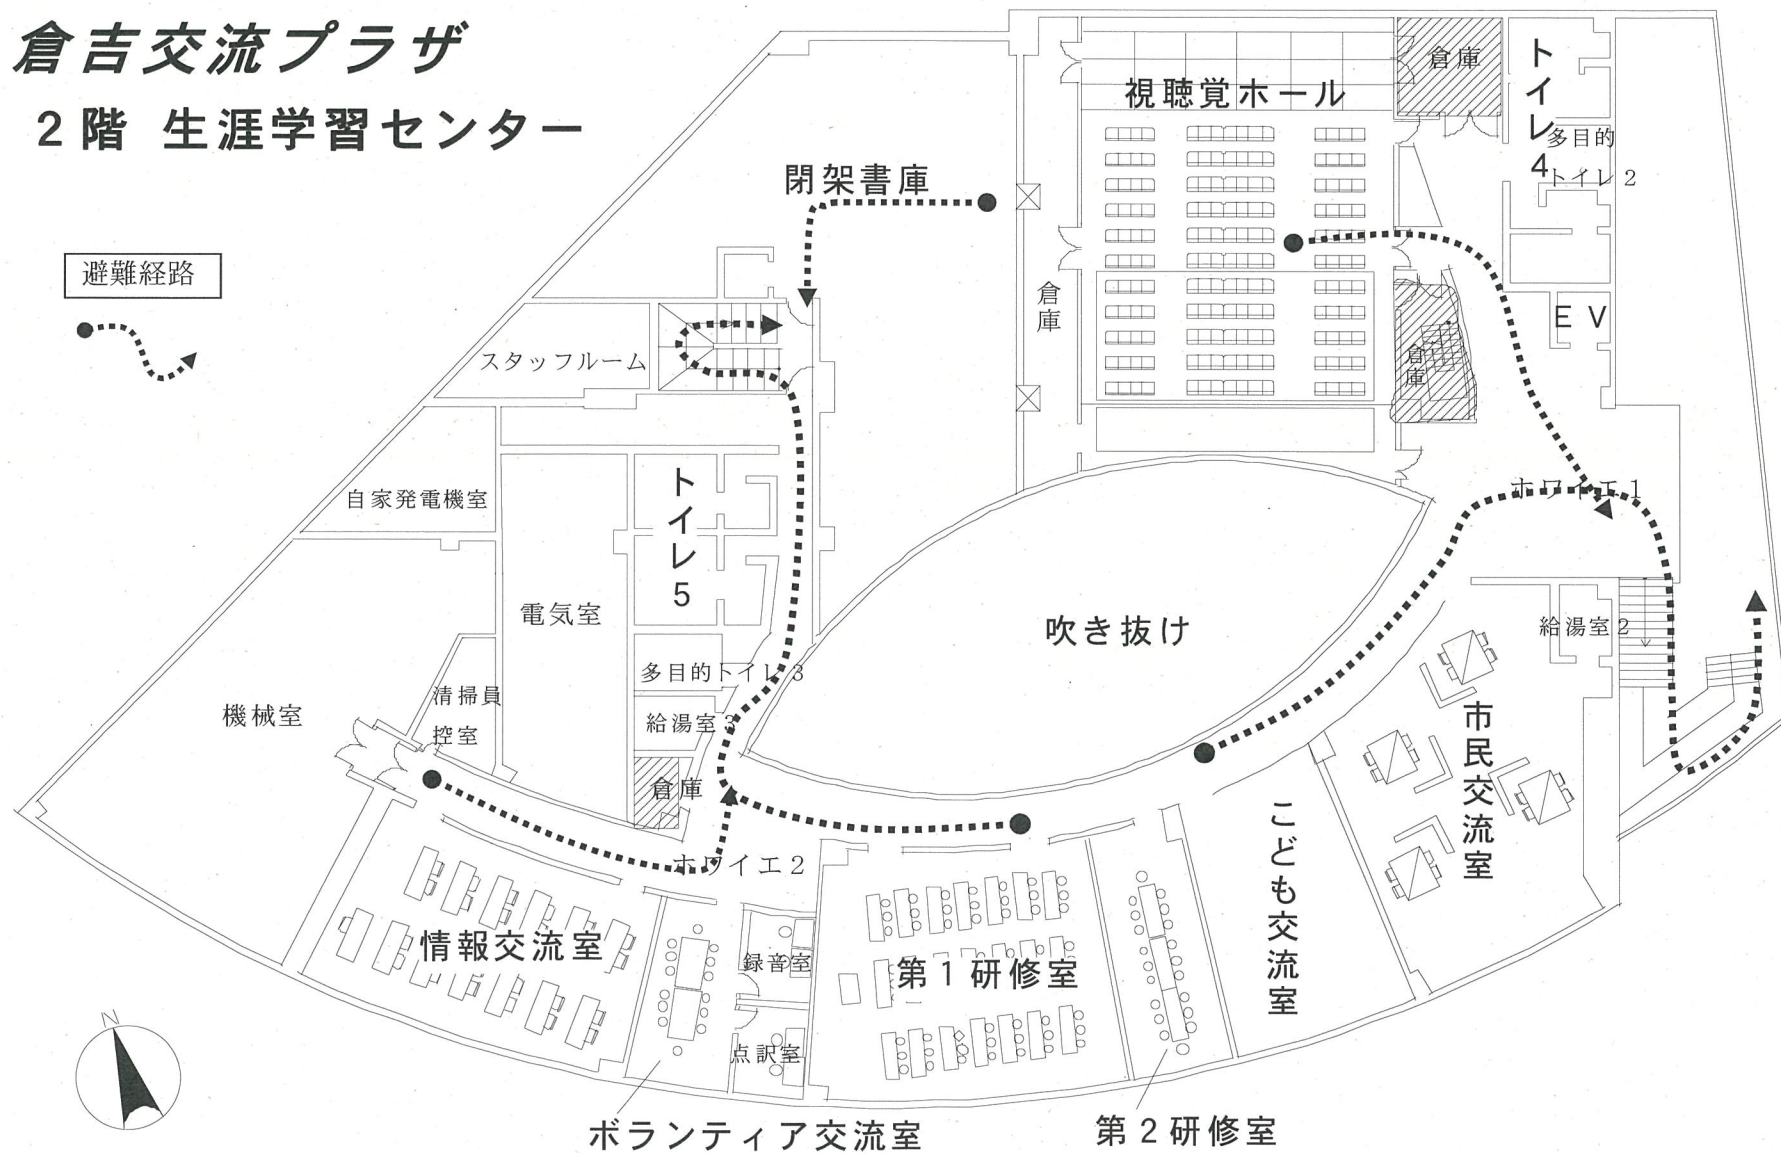 倉吉交流プラザ
２階 生涯学習センター
避難経路
閉架書庫
視聴覚ホール
倉庫
トイレ４
多目的
トイレ２
倉庫
倉庫
ＥＶ
スタッフルーム
自家発電機室
トイレ５
電気室
ホワイエ１
吹き抜け
給湯室２
多目的トイレ３
清掃員
控室
機械室
給湯室３
倉庫
市民交流室
こども交流室
ホワイエ２
情報交流室
録音室
第１研修室
点訳室
N
ボランティア交流室
第２研修室